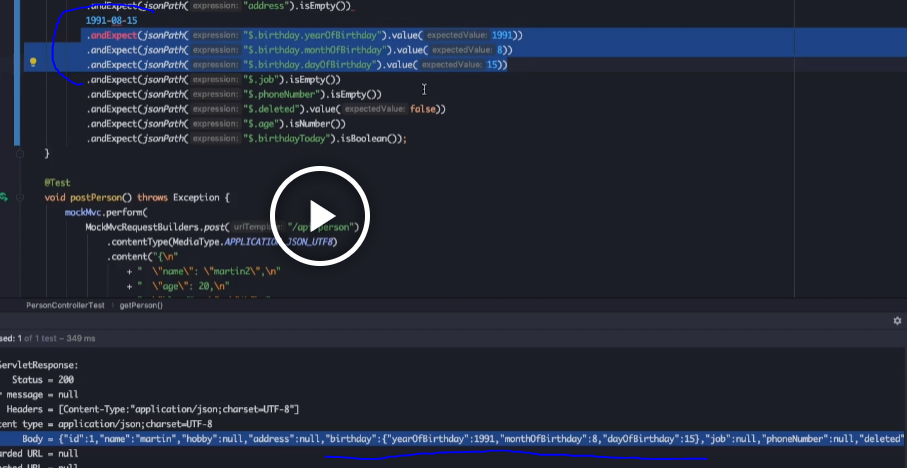 .andExpect(jsonPath( expression: "address").isEmpty())
1991-08-15
.andExpect(jsonPath( expression: "$.birthday.yearOfBirthday").value( expectedValue: 1991))
.andExpect(jsonPath( expression: "$.birthday.monthOfBirthday").value( expectedValue: 8))
.andExpect(jsonPath( expression: "$.birthday.dayOfBirthday").value( expectedValue: 15))
.andExpect(jsonPath( expression: "$.job").isEmpty())
.andExpect(jsonPath( expression: "$.phoneNumber").isEmpty())
.andExpect(jsonPath( expression: "$.deleted").value( expectedValue: false))
.andExpect(jsonPath( expression: "$.age").isNumber())
.andExpect(jsonPath( expression: "$.birthdayToday").isBoolean());
}
@Test
void postPerson() throws Exception {
mockMvc.perform(
MockMvcRequestBuilders.post( "/ap person")
.contentType(MediaType.APPLICATION JSON_UTF8)
.content("{\n"
+ " \"name\": \"martin2\",\n"
+ " \"age\": 20,\n"
PersonControllerTest getPerson()
sed: 1 of 1 test – 349 ms
ServletResponse:
Status = 200
r message = null
Headers = [Content-Type:"application/json;charset=UTF-8"]
tent type = application/json;charset=UTF-8
Body = {"id":1,"name":"martin","hobby":null,"address":null,"birthday":{"yearOfBirthday":1991,"monthOfBirthday":8,"dayOfBirthday":15},"job":null,"phoneNumber":null,"deleted"
arded URL = null
URL = null